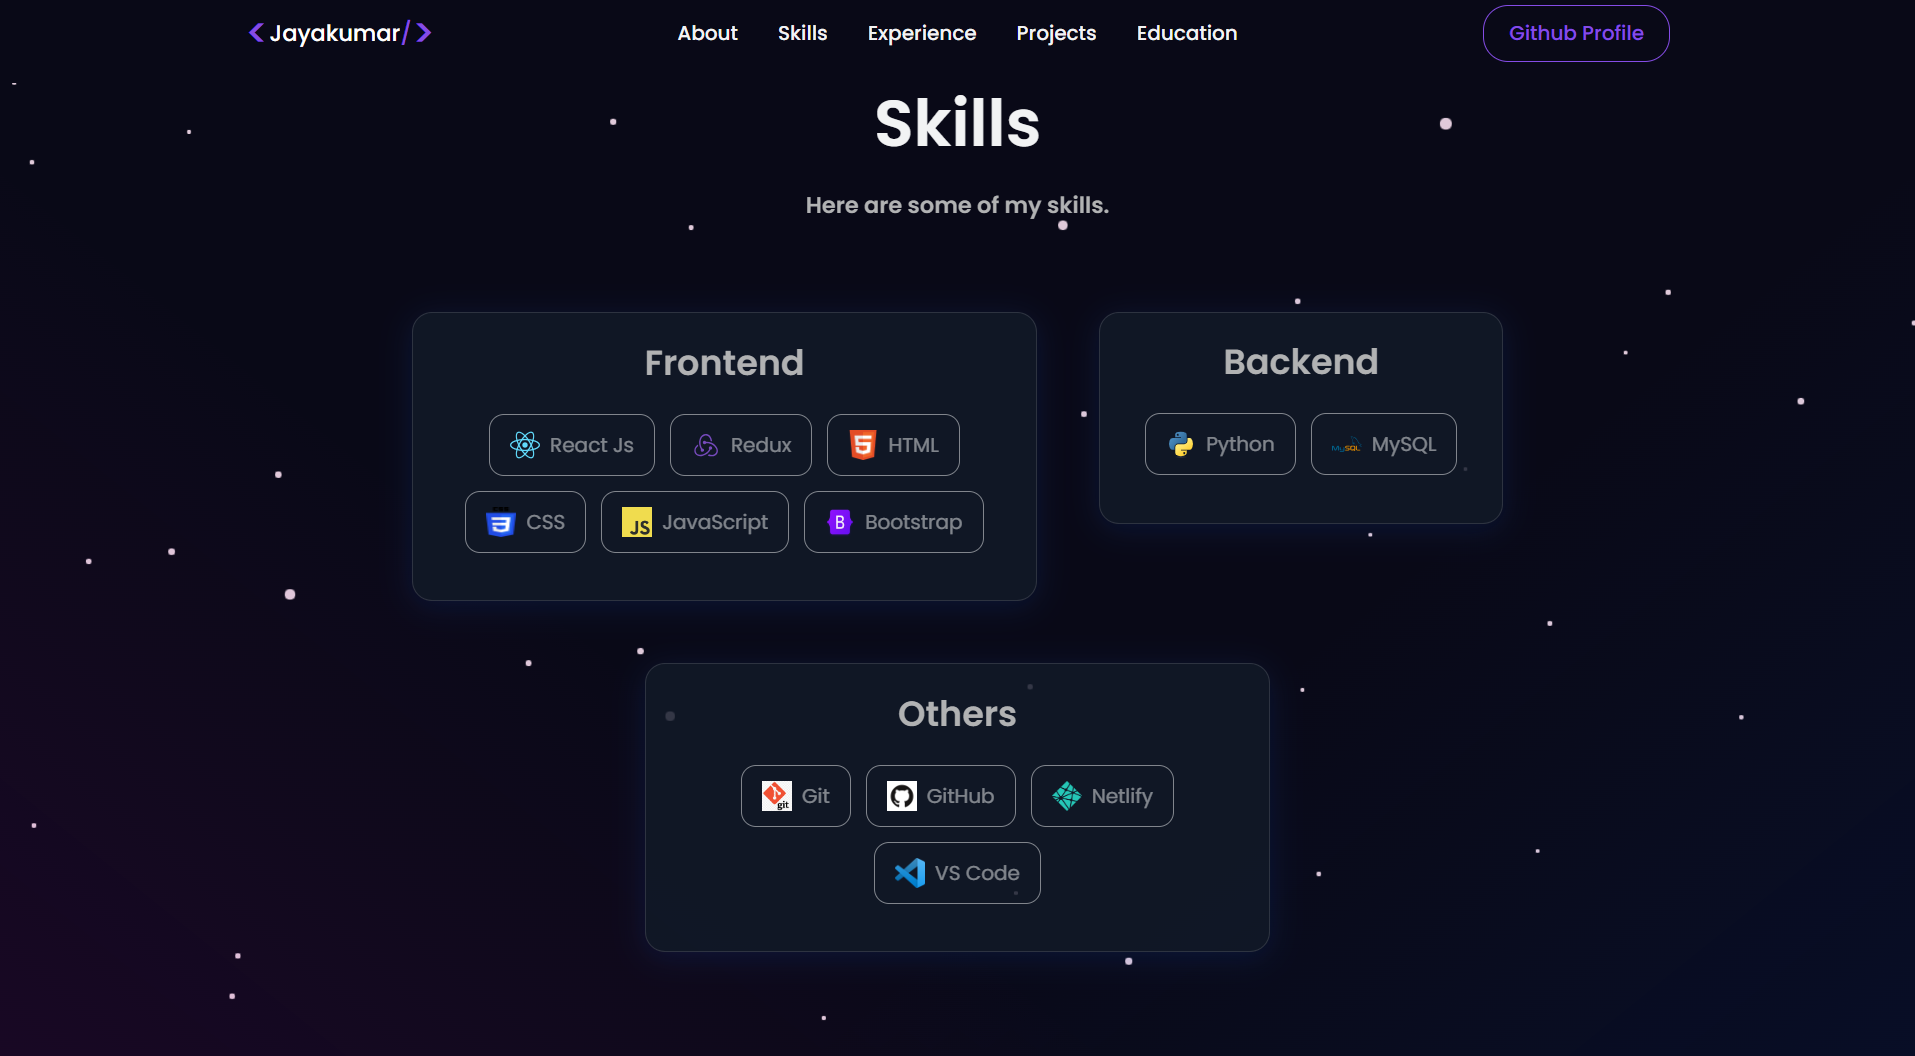 <Jayakumar/> About Skills Experience Projects Education Github Profile
Skills
Here are some of my skills.
Frontend
React Js Redux HTML
CSS JS JavaScript B Bootstrap
Backend
Python MySQL MySQL
Others
git Git GitHub Netlify
VS Code